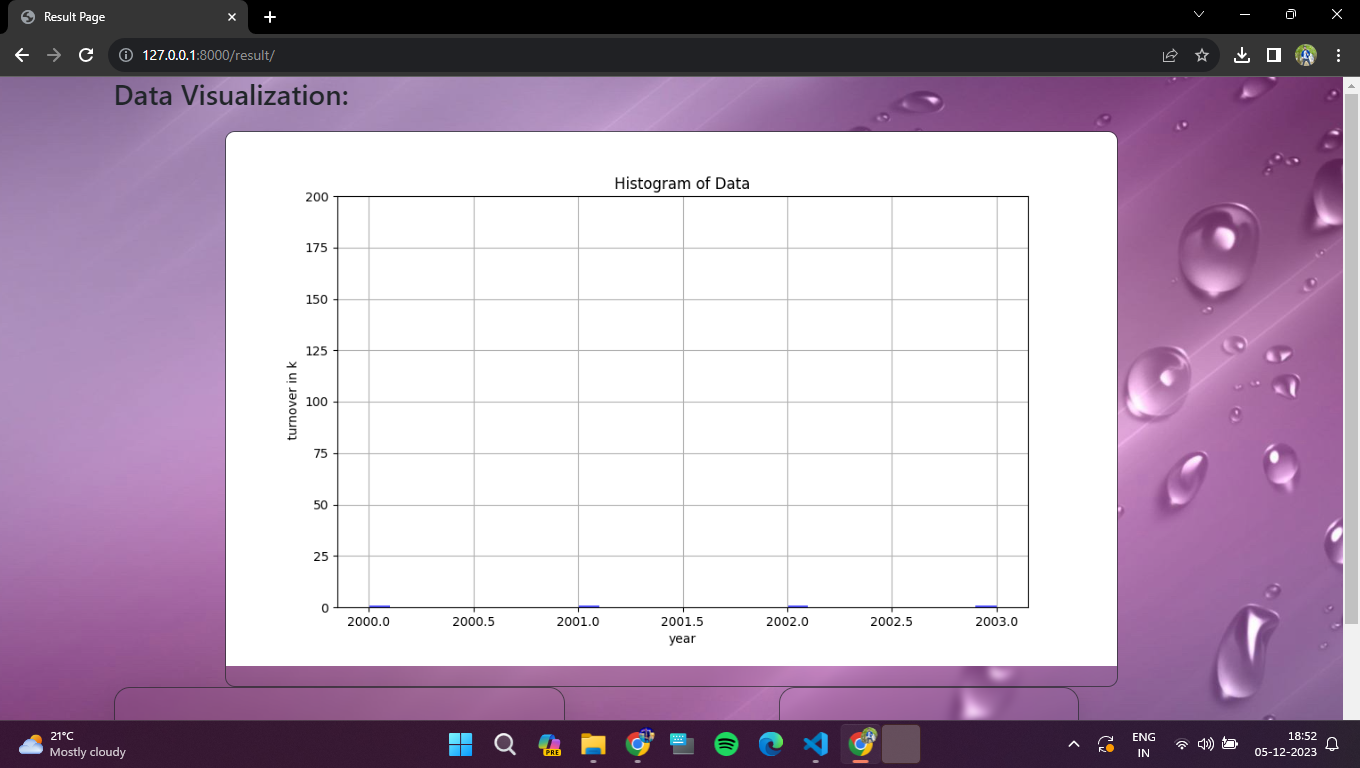 Result Page
127.0.0.1:8000/result/
Data Visualization:
Histogram of Data
200
175
150
125
100
75
50
25
0
turnover in k
2000.0 2000.5 2001.0 2001.5 2002.0 2002.5 2003.0
year
21°C
Mostly cloudy
PRE
ENG
IN
18:52
05-12-2023